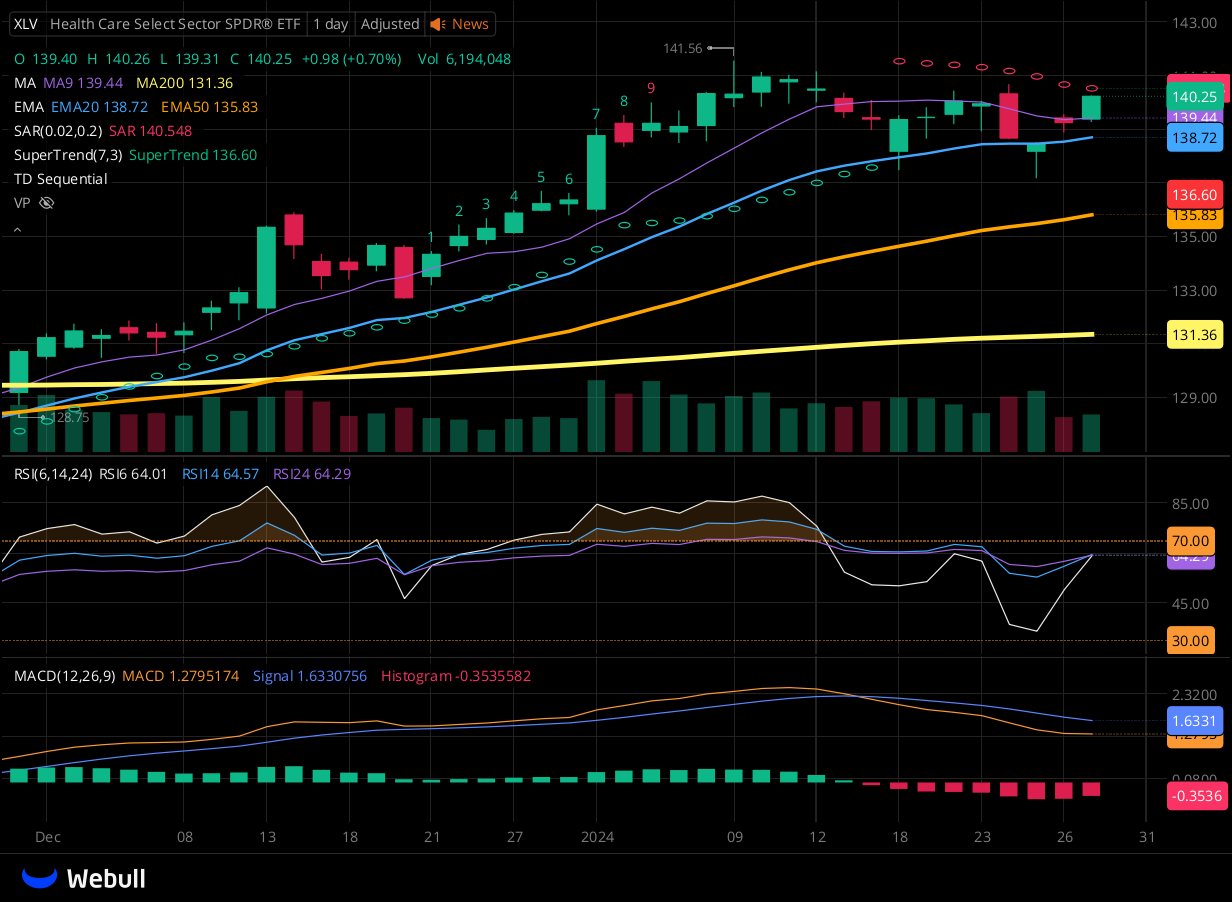 XLV Health Care Select Sector SPDR® ETF 1 day Adjusted News
O 139.40 H 140.26 L 139.31 C 140.25 +0.98 (+0.70%) Vol 6,194,048
MA MA9 139.44 MA200 131.36
EMA EMA20 138.72 EMA50 135.83
SAR(0.02,0.2) SAR 140.548
SuperTrend(7,3) SuperTrend 136.60
TD Sequential
VP
141.56
1 2 3 4 5 6 7 8 9
128.75
143.00
140.25
139.44
138.72
136.60
135.83
135.00
133.00
131.36
129.00
RSI(6,14,24) RSI6 64.01 RSI14 64.57 RSI24 64.29
85.00
70.00
64.29
45.00
30.00
MACD(12,26,9) MACD 1.2795174 Signal 1.6330756 Histogram -0.3535582
2.3200
1.6331
1.2795
0.0800
-0.3536
Dec 08 13 18 21 27 2024 09 12 18 23 26 31
Webull